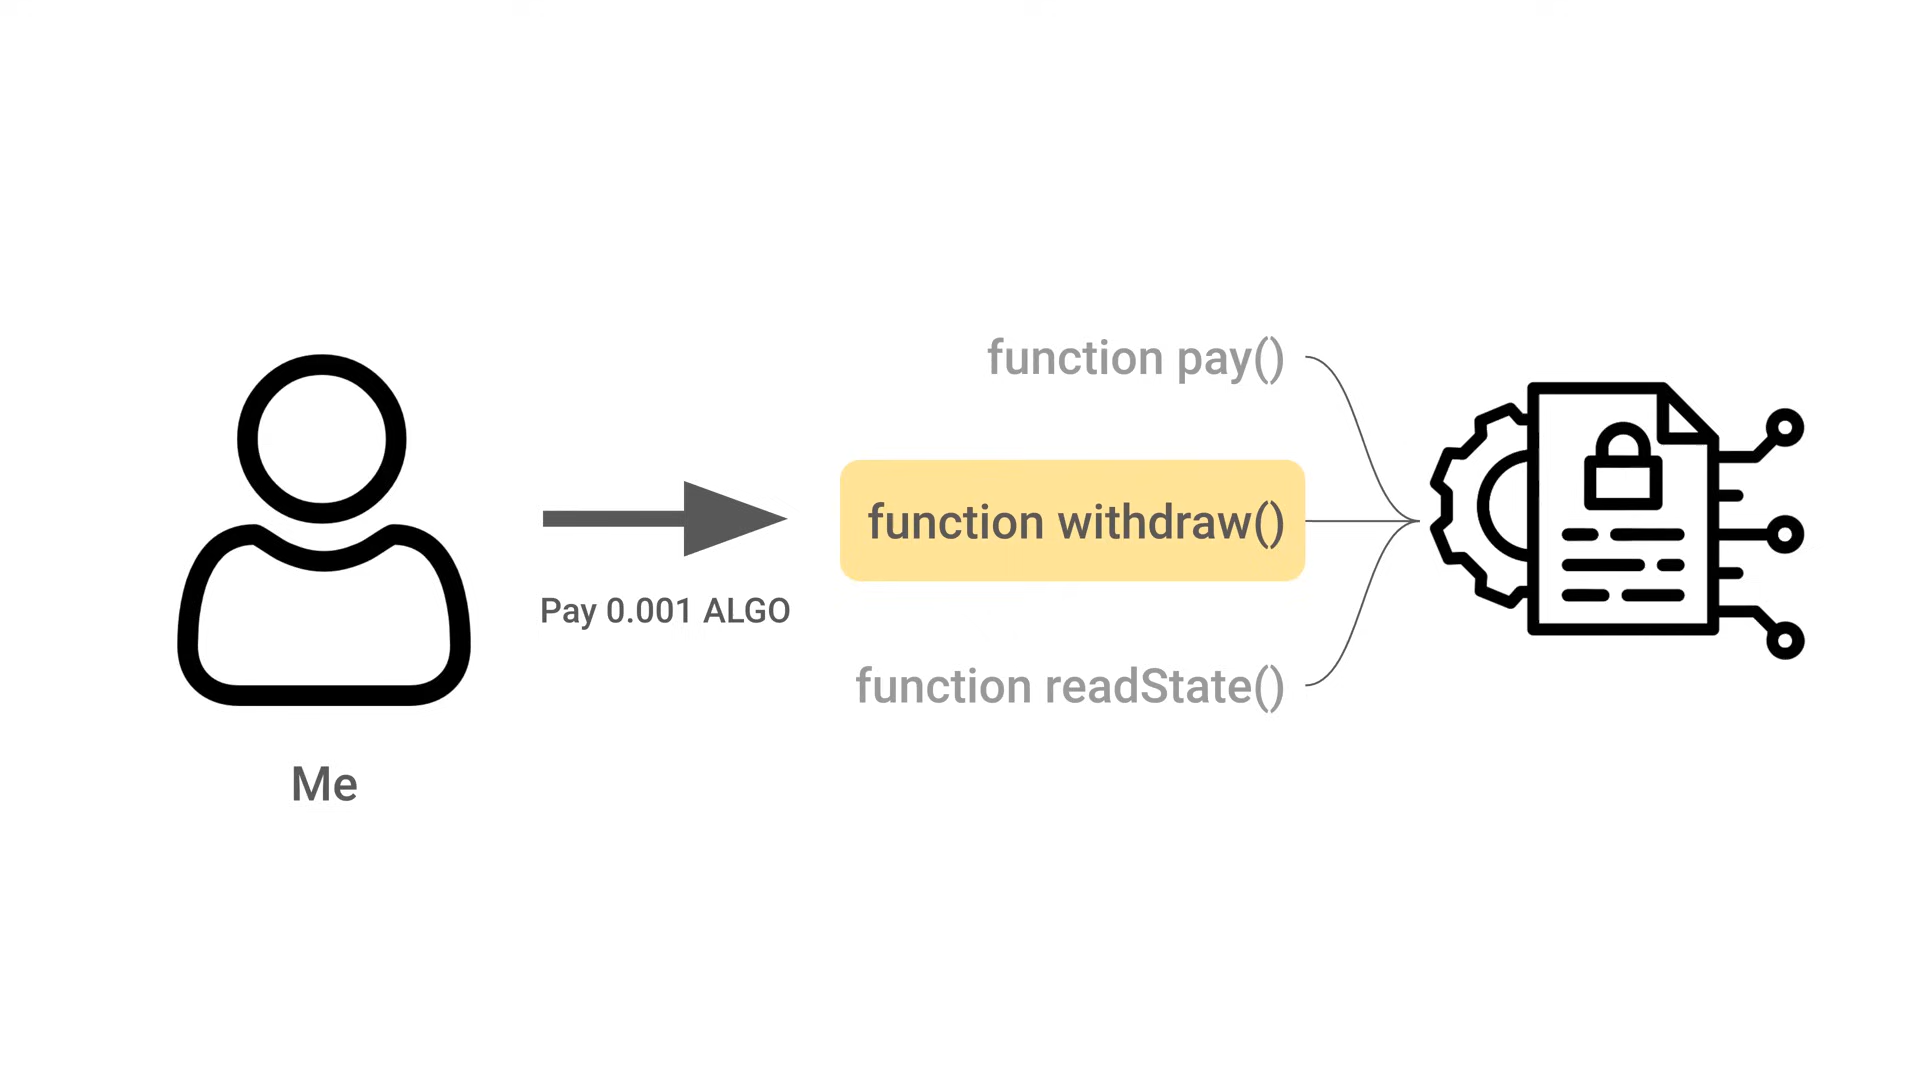 function pay()
function withdraw()
Pay 0.001 ALGO
function readState()
Me